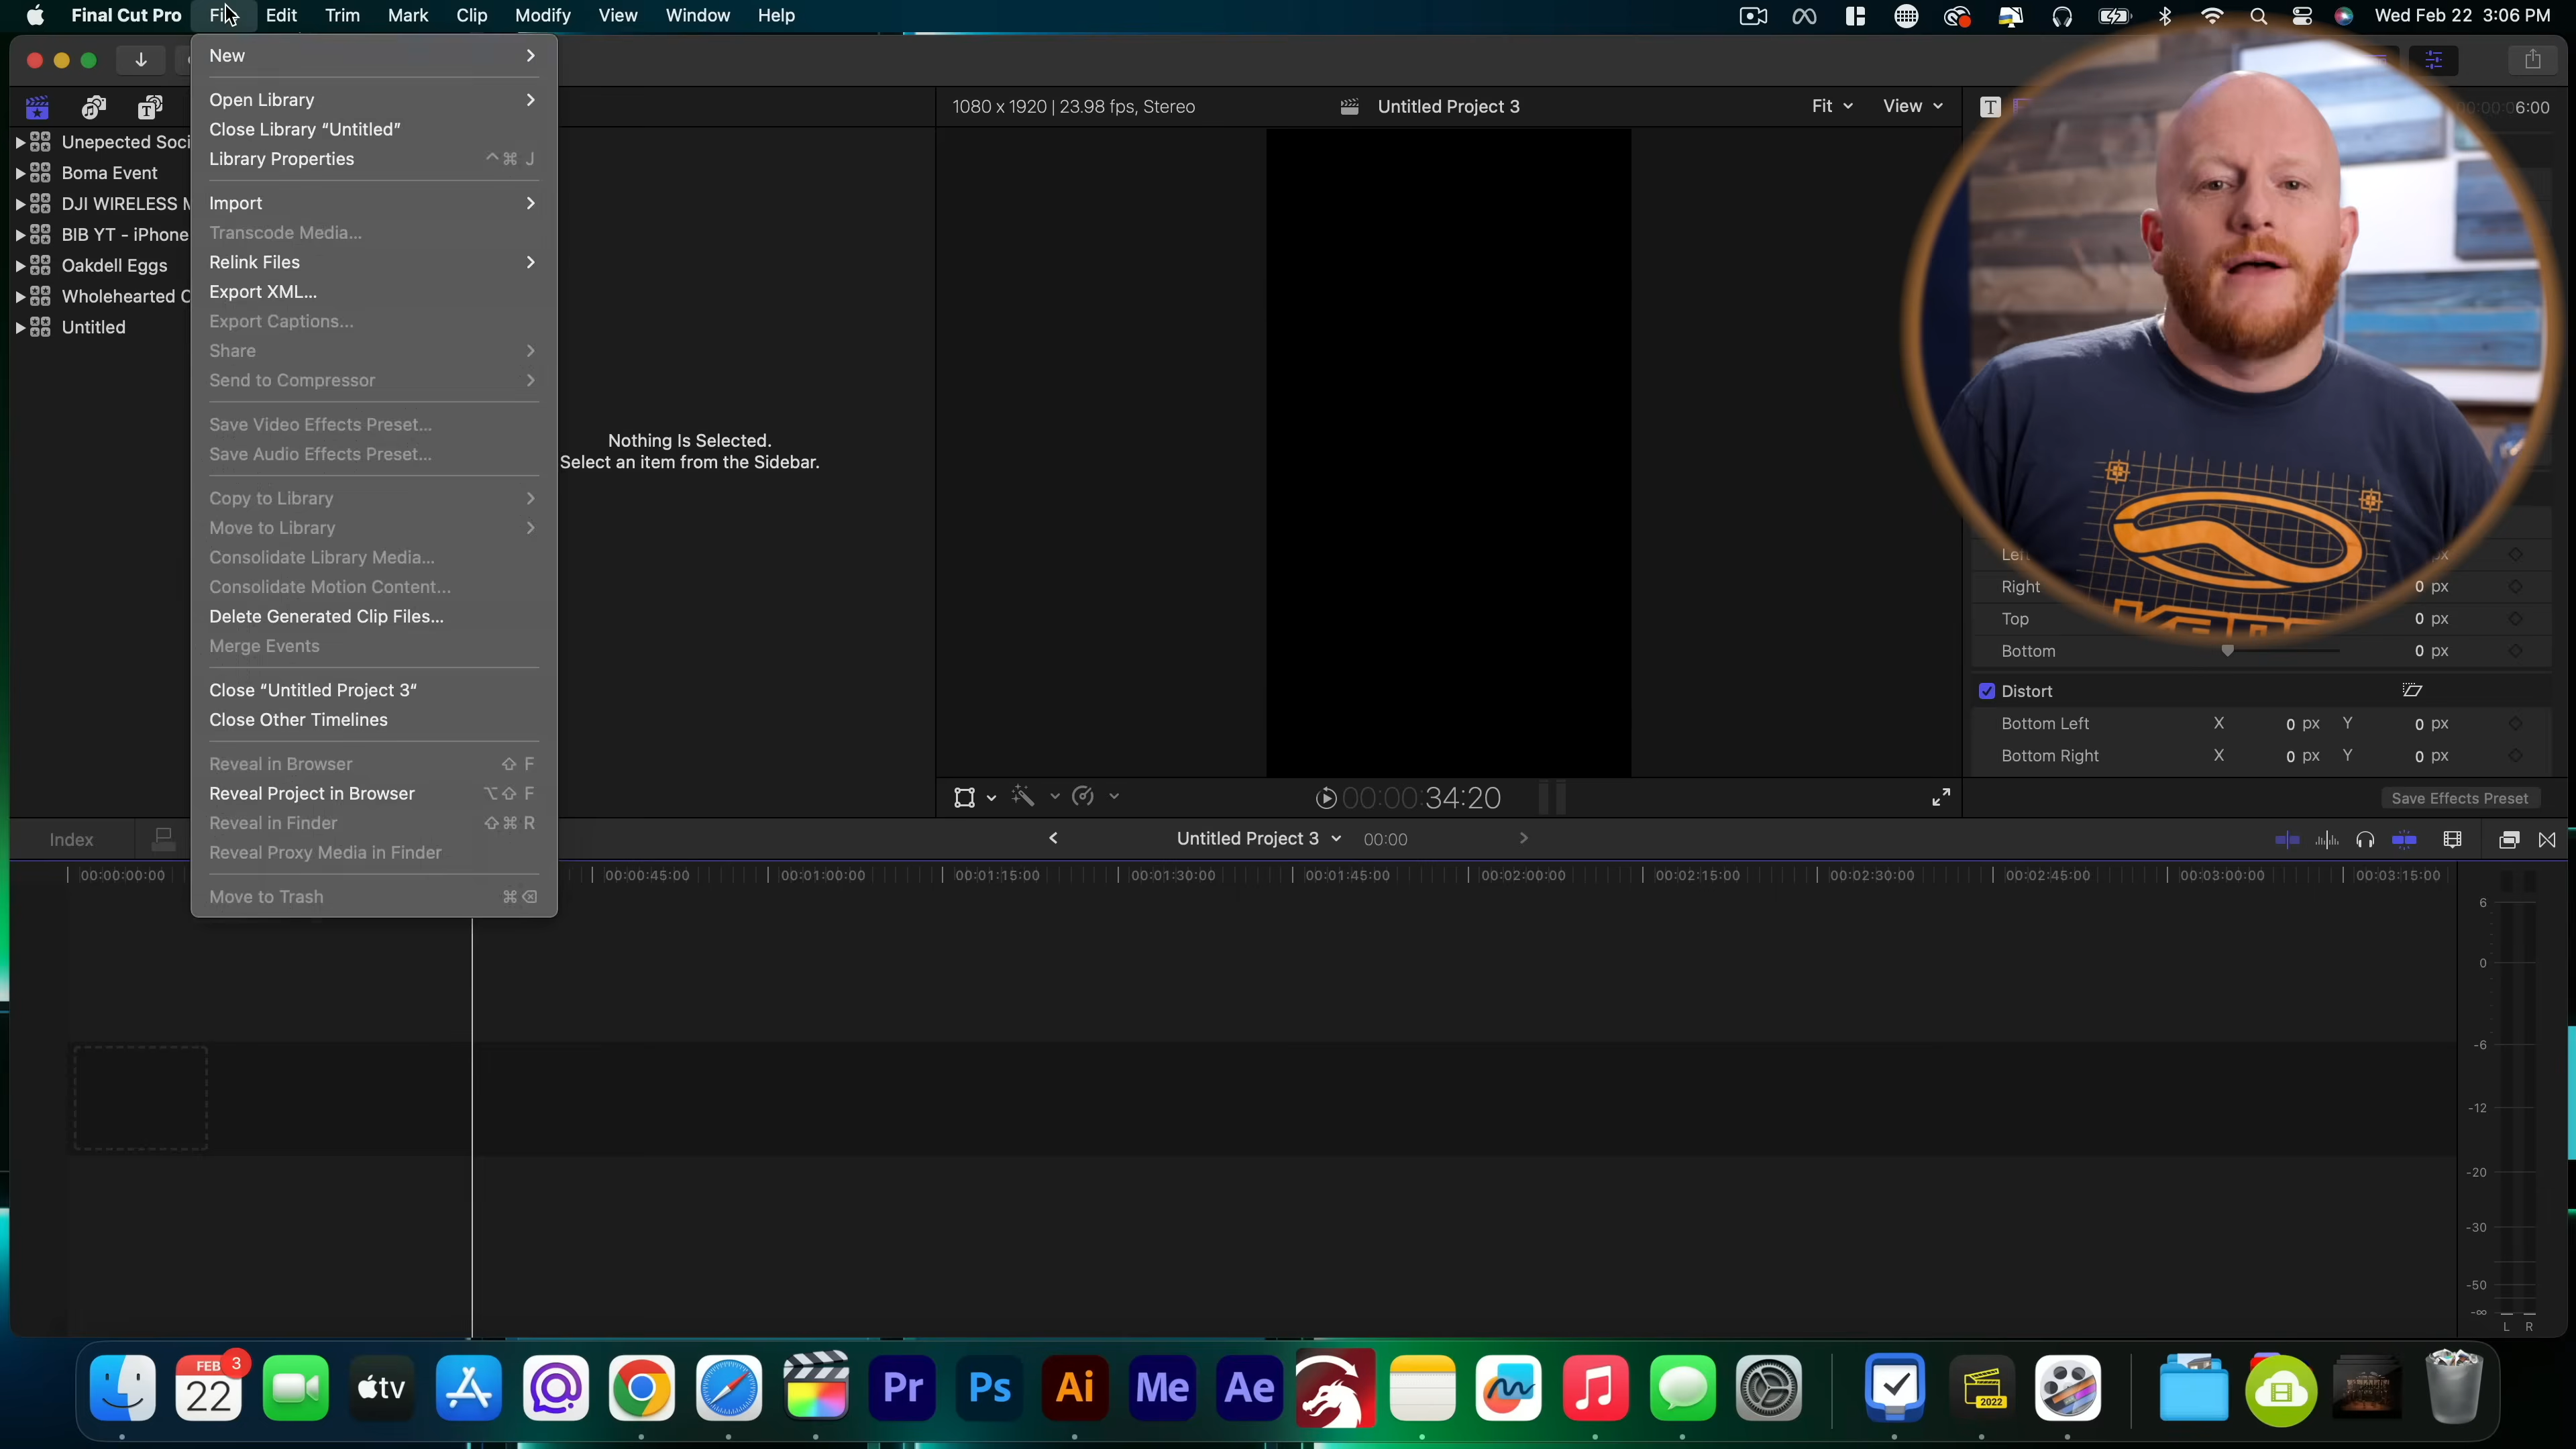 Final Cut Pro
Edit
Trim
Mark
Clip
Modify
View
Window
Help
Wed Feb 22 3:06 PM
New
Open Library
Close Library “Untitled”
Library Properties ^⌘ J
Import
Transcode Media...
Relink Files
Export XML...
Export Captions...
Share
Send to Compressor
Save Video Effects Preset...
Save Audio Effects Preset...
Copy to Library
Move to Library
Consolidate Library Media...
Consolidate Motion Content...
Delete Generated Clip Files...
Merge Events
Close “Untitled Project 3“
Close Other Timelines
Reveal in Browser ⇧ F
Reveal Project in Browser ⌥⇧ F
Reveal in Finder ⇧⌘ R
Reveal Proxy Media in Finder
Move to Trash ⌘⌫
Boma Event
DJI WIRELESS
BIB YT - iPhone
Oakdell Eggs
Wholehearted
Untitled
Nothing Is Selected.
Select an item from the Sidebar.
1080 x 1920 | 23.98 fps, Stereo
Untitled Project 3
Fit
View
T
6:00
Right 0 px
Top 0 px
Bottom 0 px
Distort
Bottom Left X 0 px Y 0 px
Bottom Right X 0 px Y 0 px
00:00:34:20
Save Effects Preset
Index
Untitled Project 3 00:00
00:00:00:00
00:00:45:00
00:01:00:00
00:01:15:00
00:01:30:00
00:01:45:00
00:02:00:00
00:02:15:00
00:02:30:00
00:02:45:00
00:03:00:00
00:03:15:00
6
0
-6
-12
-20
-30
-50
-∞
L R
FEB
22
3
tv
Pr
Ps
Ai
Me
Ae
2022